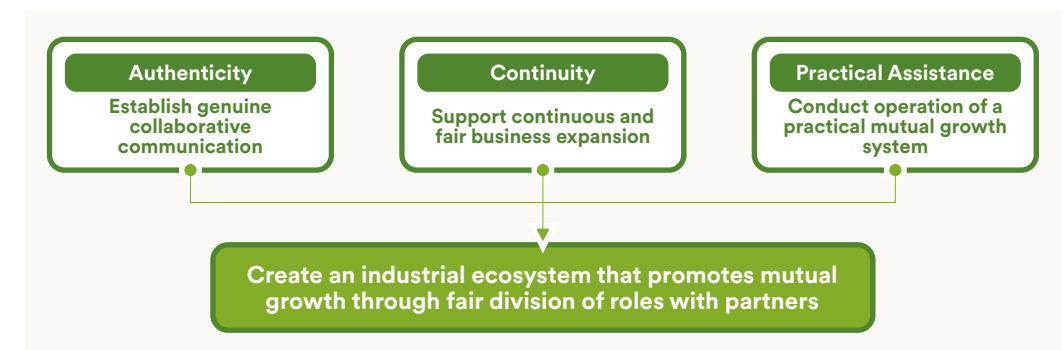 Authenticity
Establish genuine
collaborative
communication
Continuity
Support continuous and
fair business expansion
Practical Assistance
Conduct operation of a
practical mutual growth
system
Create an industrial ecosystem that promotes mutual
growth through fair division of roles with partners